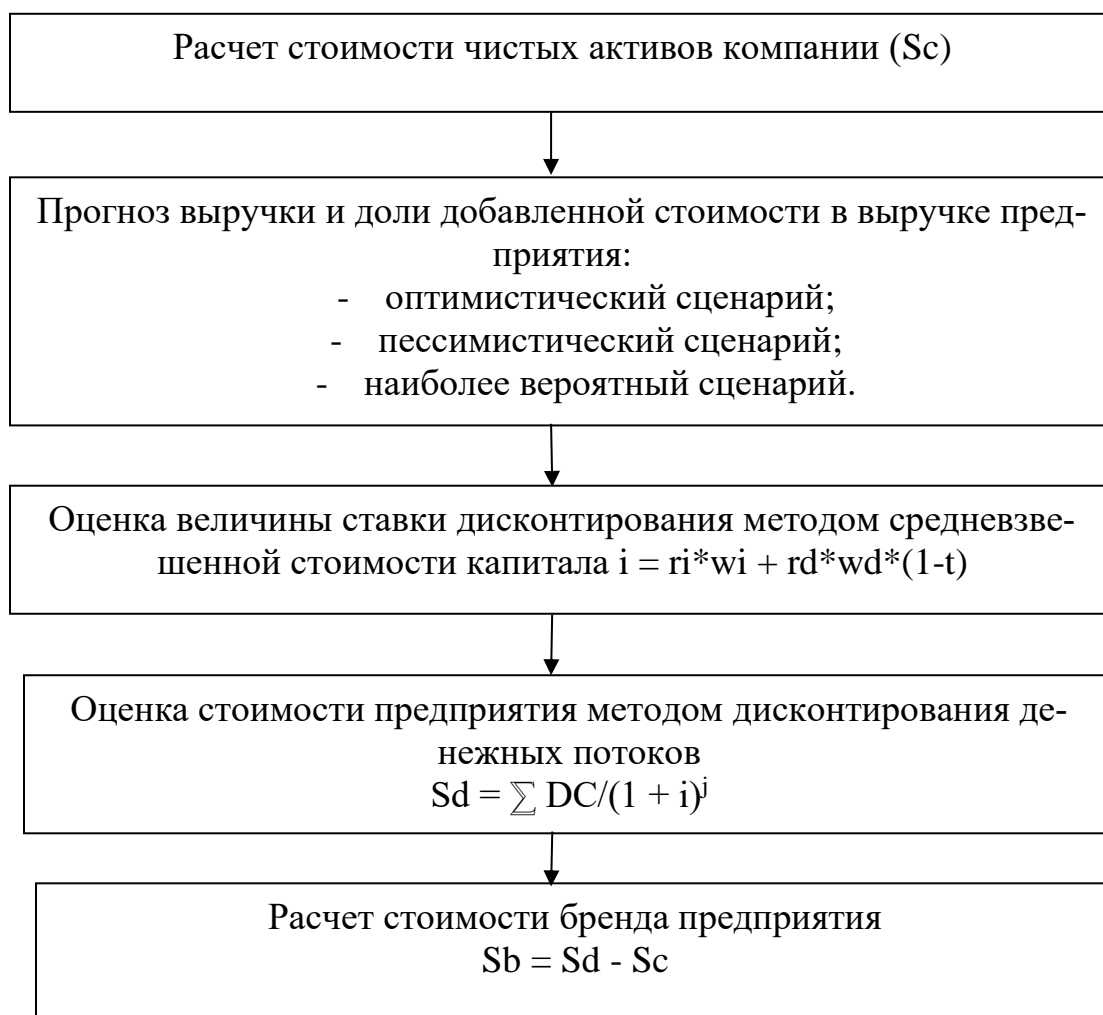 Расчет стоимости чистых активов компании (Sc)
Прогноз выручки и доли добавленной стоимости в выручке пред-
приятия:
- оптимистический сценарий;
- пессимистический сценарий;
- наиболее вероятный сценарий.
Оценка величины ставки дисконтирования методом средневзве-
шенной стоимости капитала i = ri*wi + rd*wd*(1-t)
Оценка стоимости предприятия методом дисконтирования де-
нежных потоков
Sd = ∑ DC/(1 + i)ʲ
Расчет стоимости бренда предприятия
Sb = Sd - Sc